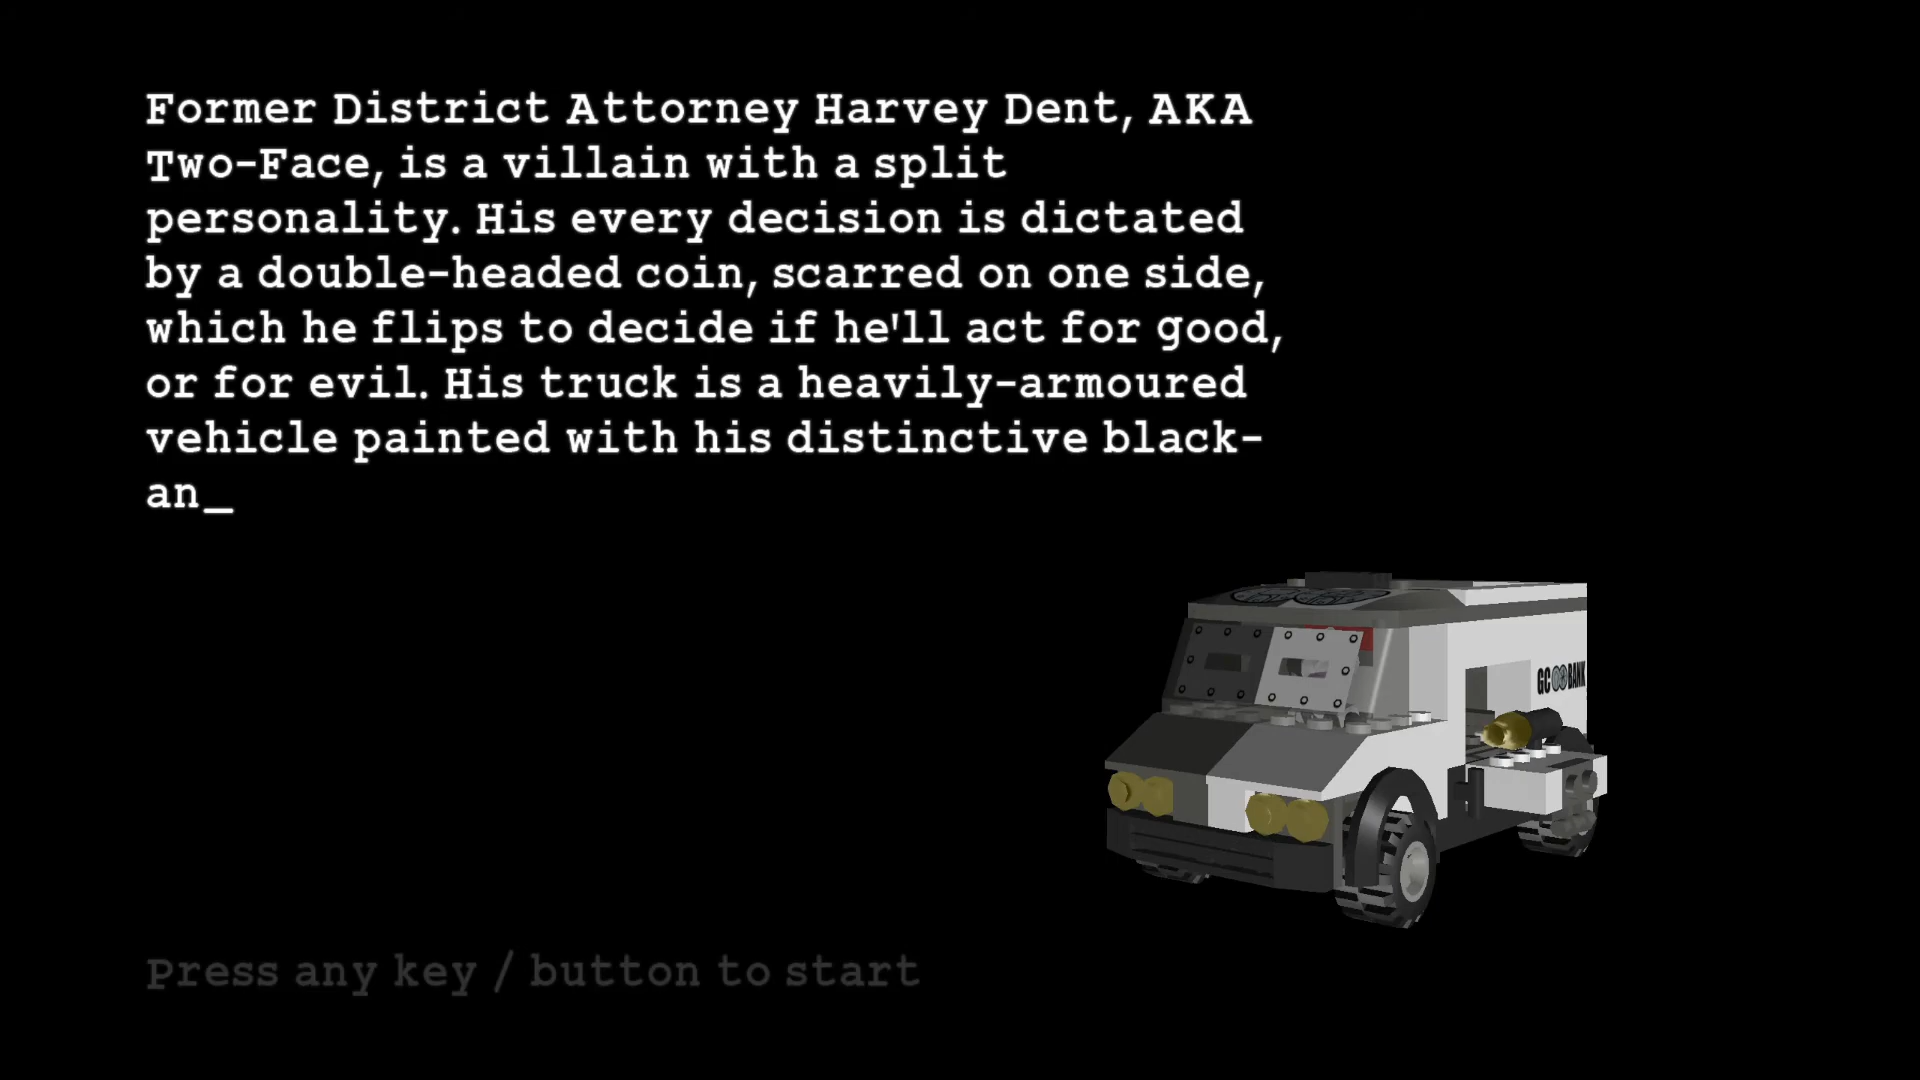 Former District Attorney Harvey Dent, AKA
Two-Face, is a villain with a split
personality. His every decision is dictated
by a double-headed coin, scarred on one side,
which he flips to decide if he'll act for good,
or for evil. His truck is a heavily-armoured
vehicle painted with his distinctive black-
an_
GC BANK
Press any key / button to start